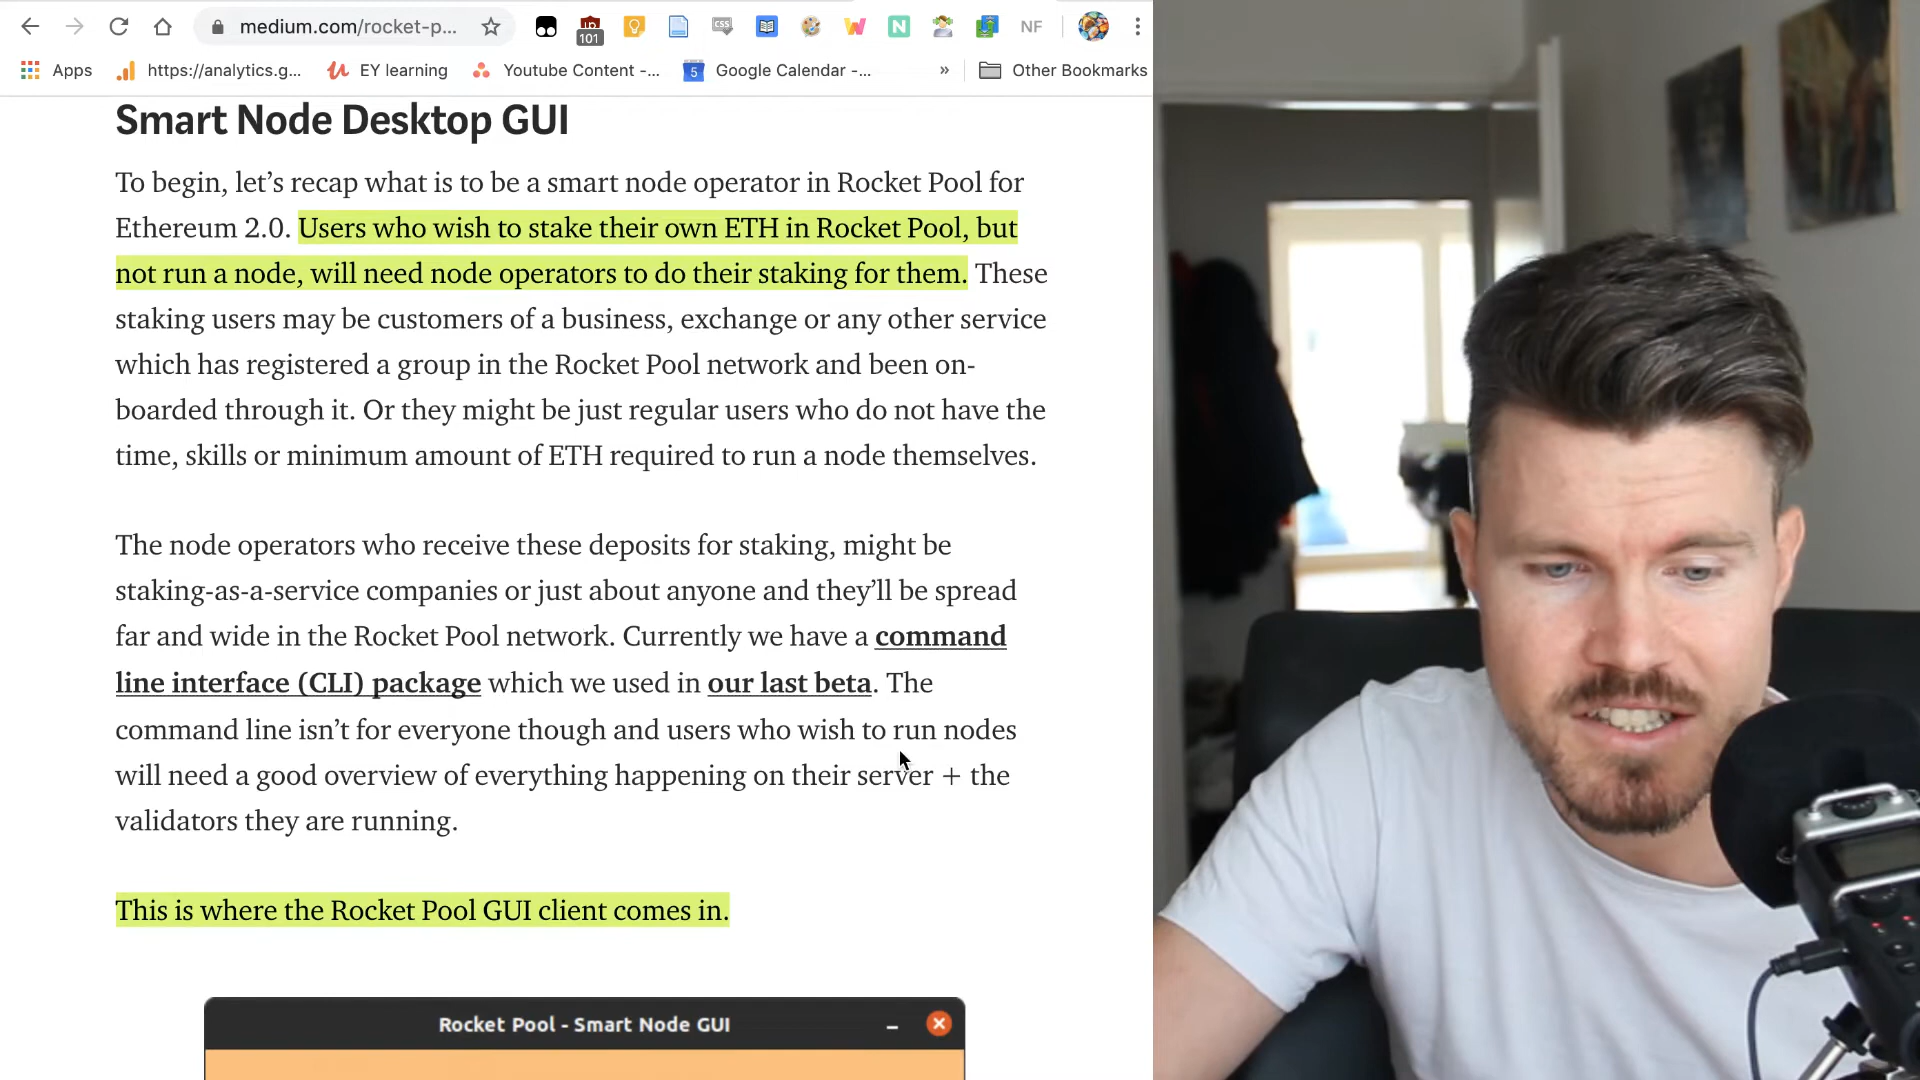 medium.com/rocket-p...
101
NF
Apps
https://analytics.g...
EY learning
Youtube Content -...
5
Google Calendar -...
»
Other Bookmarks
Smart Node Desktop GUI
To begin, let’s recap what is to be a smart node operator in Rocket Pool for
Ethereum 2.0. Users who wish to stake their own ETH in Rocket Pool, but
not run a node, will need node operators to do their staking for them. These
staking users may be customers of a business, exchange or any other service
which has registered a group in the Rocket Pool network and been on-
boarded through it. Or they might be just regular users who do not have the
time, skills or minimum amount of ETH required to run a node themselves.
The node operators who receive these deposits for staking, might be
staking-as-a-service companies or just about anyone and they’ll be spread
far and wide in the Rocket Pool network. Currently we have a command
line interface (CLI) package which we used in our last beta. The
command line isn’t for everyone though and users who wish to run nodes
will need a good overview of everything happening on their server + the
validators they are running.
This is where the Rocket Pool GUI client comes in.
Rocket Pool - Smart Node GUI